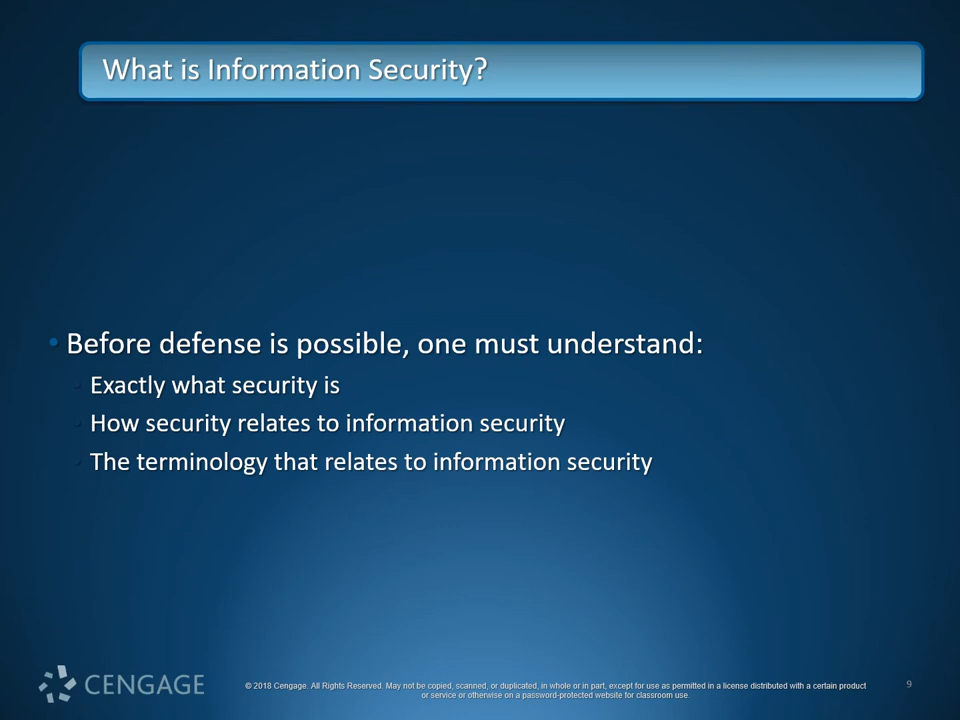 What is Information Security?
• Before defense is possible, one must understand:
• Exactly what security is
• How security relates to information security
• The terminology that relates to information security
CENGAGE
© 2018 Cengage. All Rights Reserved. May not be copied, scanned, or duplicated, in whole or in part, except for use as permitted in a license distributed with a certain product
or service or otherwise on a password-protected website for classroom use.
9